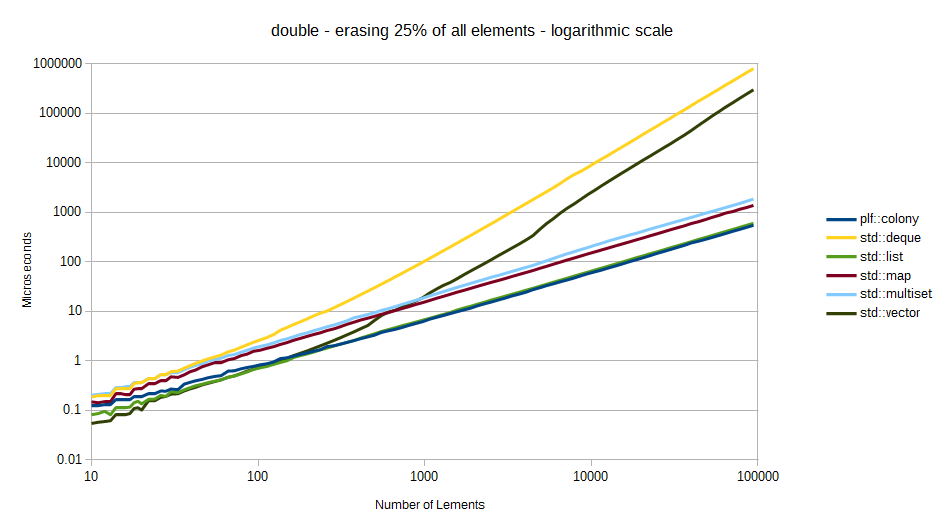 double - erasing 25% of all elements - logarithmic scale
1000000
100000
10000
1000
100
10
1
0.1
0.01
Micros econds
10 100 1000 10000 100000
Number of Lements
plf::colony
std::deque
std::list
std::map
std::multiset
std::vector